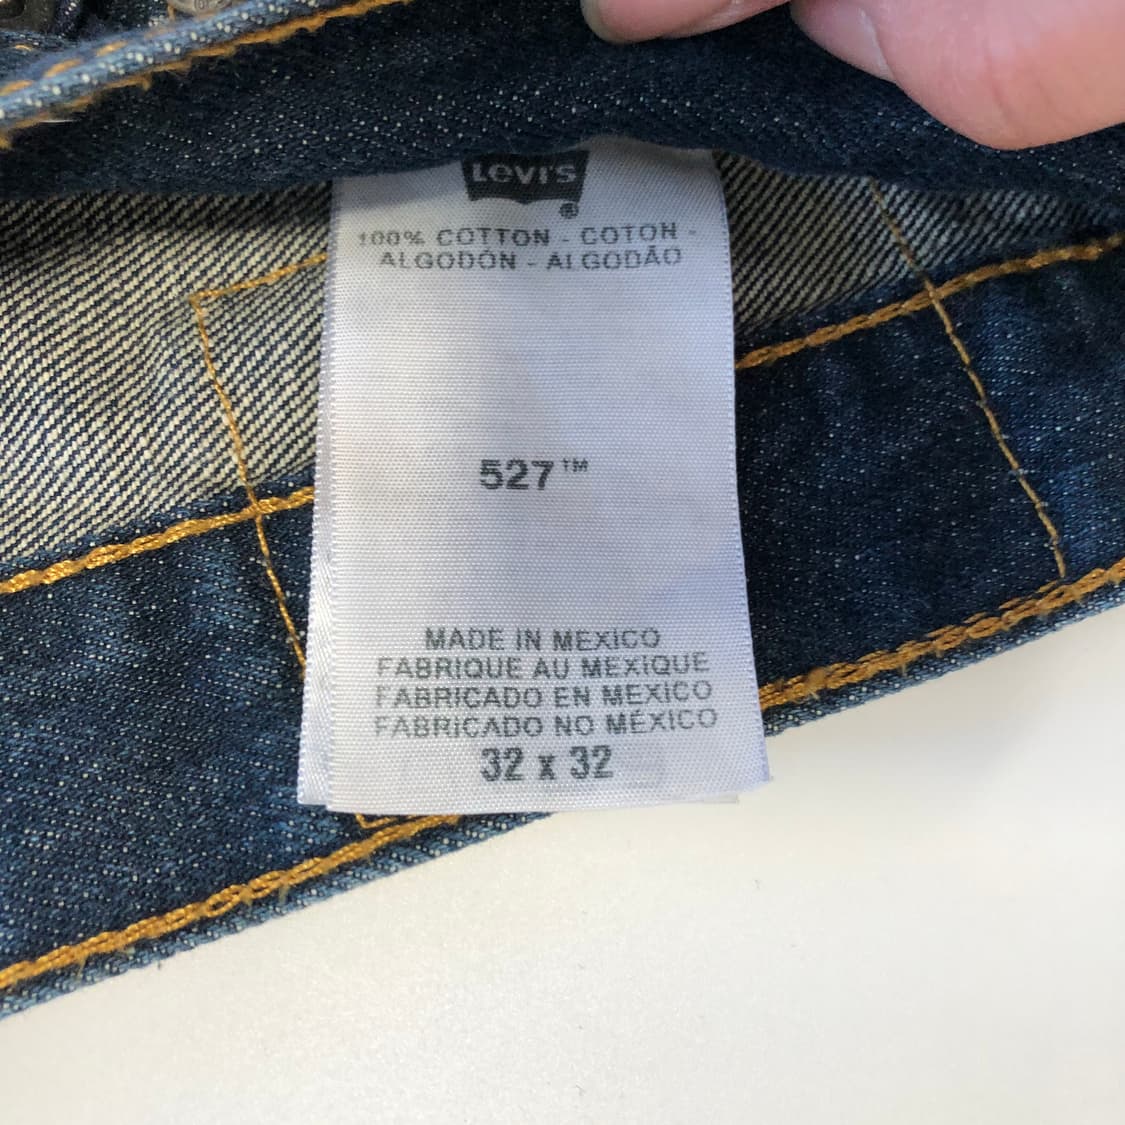 Levi's
®
100% COTTON - COTON -
ALGODÓN - ALGODÃO
527™
MADE IN MEXICO
FABRIQUE AU MEXIQUE
FABRICADO EN MEXICO
FABRICADO NO MÉXICO
32 x 32